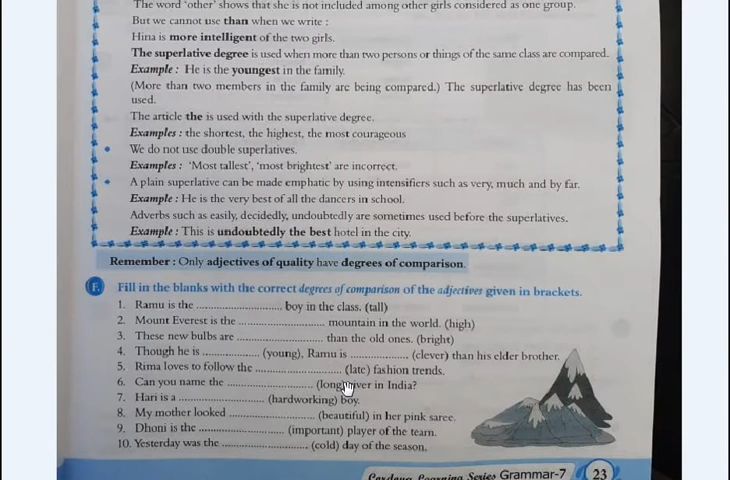 The word 'other' shows that she is not included among other girls considered as one group.
But we cannot use than when we write :
Hina is more intelligent of the two girls.
The superlative degree is used when more than two persons or things of the same class are compared.
Example : He is the youngest in the family.
(More than two members in the family are being compared.) The superlative degree has been
used.
The article the is used with the superlative degree.
Examples : the shortest, the highest, the most courageous
• We do not use double superlatives.
Examples : 'Most tallest', 'most brightest' are incorrect.
• A plain superlative can be made emphatic by using intensifiers such as very, much and by far.
Example : He is the very best of all the dancers in school.
Adverbs such as easily, decidedly, undoubtedly are sometimes used before the superlatives.
Example : This is undoubtedly the best hotel in the city.
Remember : Only adjectives of quality have degrees of comparison.
F. Fill in the blanks with the correct degrees of comparison of the adjectives given in brackets.
1. Ramu is the ........................... boy in the class. (tall)
2. Mount Everest is the ........................... mountain in the world. (high)
3. These new bulbs are ........................... than the old ones. (bright)
4. Though he is .................. (young), Ramu is .................. (clever) than his elder brother.
5. Rima loves to follow the ........................... (late) fashion trends.
6. Can you name the ........................... (long) river in India?
7. Hari is a ........................... (hardworking) boy.
8. My mother looked ........................... (beautiful) in her pink saree.
9. Dhoni is the ........................... (important) player of the team.
10. Yesterday was the ........................... (cold) day of the season.
Learning Series Grammar-7 23